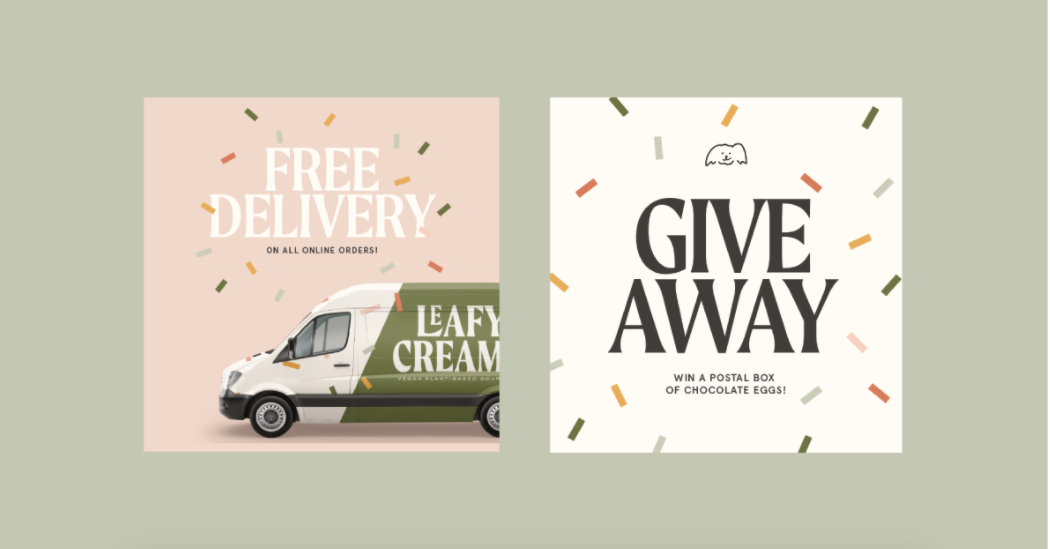 FREE
DELIVERY
ON ALL ONLINE ORDERS!
LEAFY
CREAM
GIVE
AWAY
WIN A POSTAL BOX
OF CHOCOLATE EGGS!